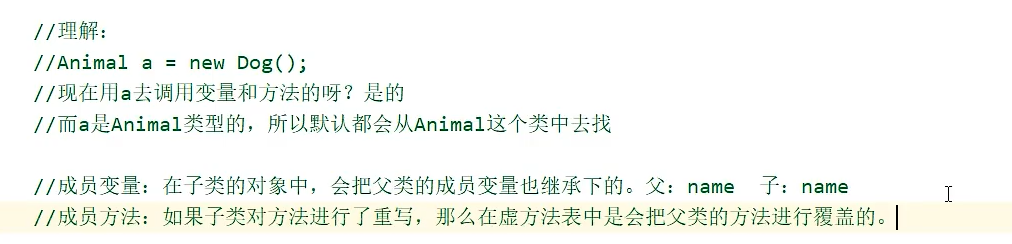 //理解：
//Animal a = new Dog();
//现在用a去调用变量和方法的呀？是的
//而a是Animal类型的，所以默认都会从Animal这个类中去找
//成员变量：在子类的对象中，会把父类的成员变量也继承下的。父：name  子：name
//成员方法：如果子类对方法进行了重写，那么在虚方法表中是会把父类的方法进行覆盖的。